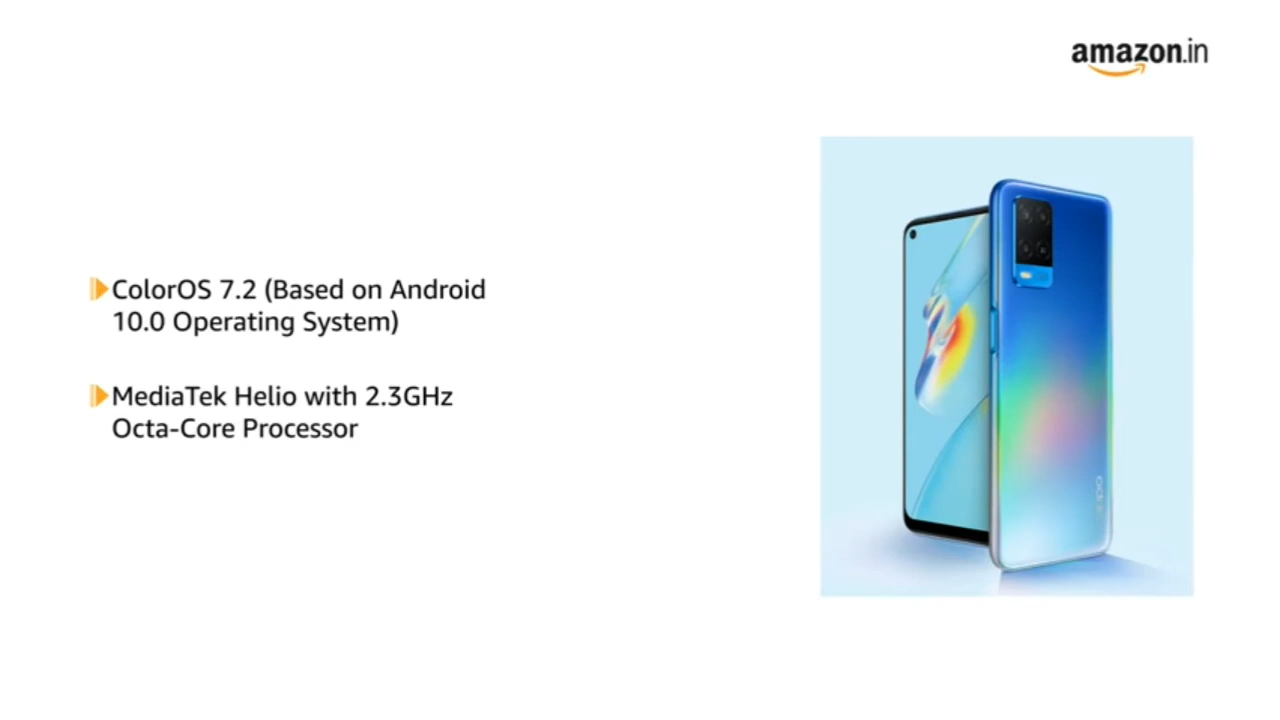 amazon.in
ColorOS 7.2 (Based on Android
10.0 Operating System)
MediaTek Helio with 2.3GHz
Octa-Core Processor
oppo